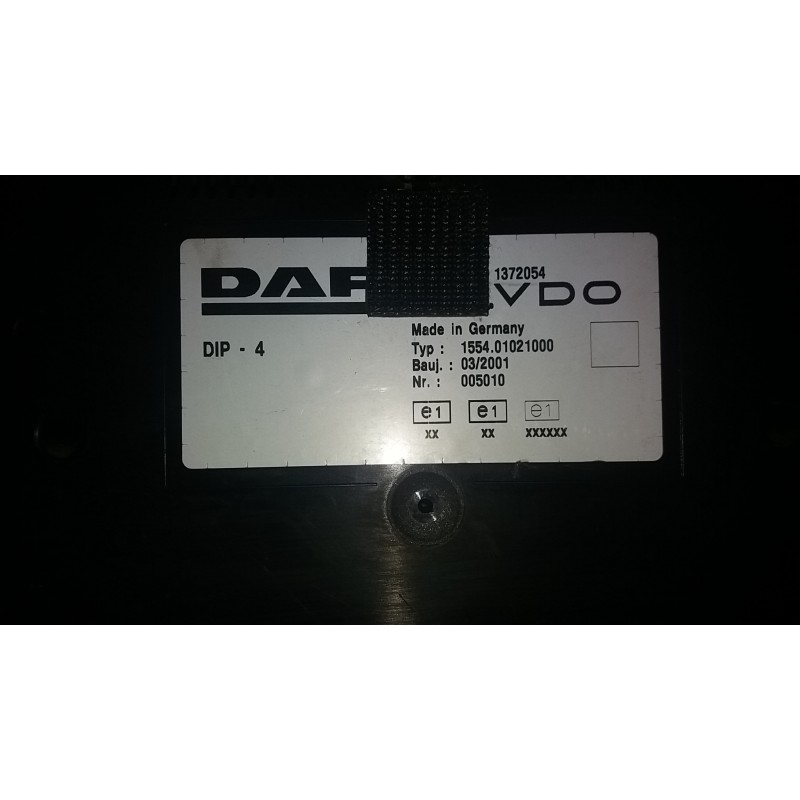 1372054
DAF VDO
DIP - 4
Made in Germany
Typ : 1554.01021000
Bauj. : 03/2001
Nr. : 005010
e1 e1 e1
xx xx xxxxxx